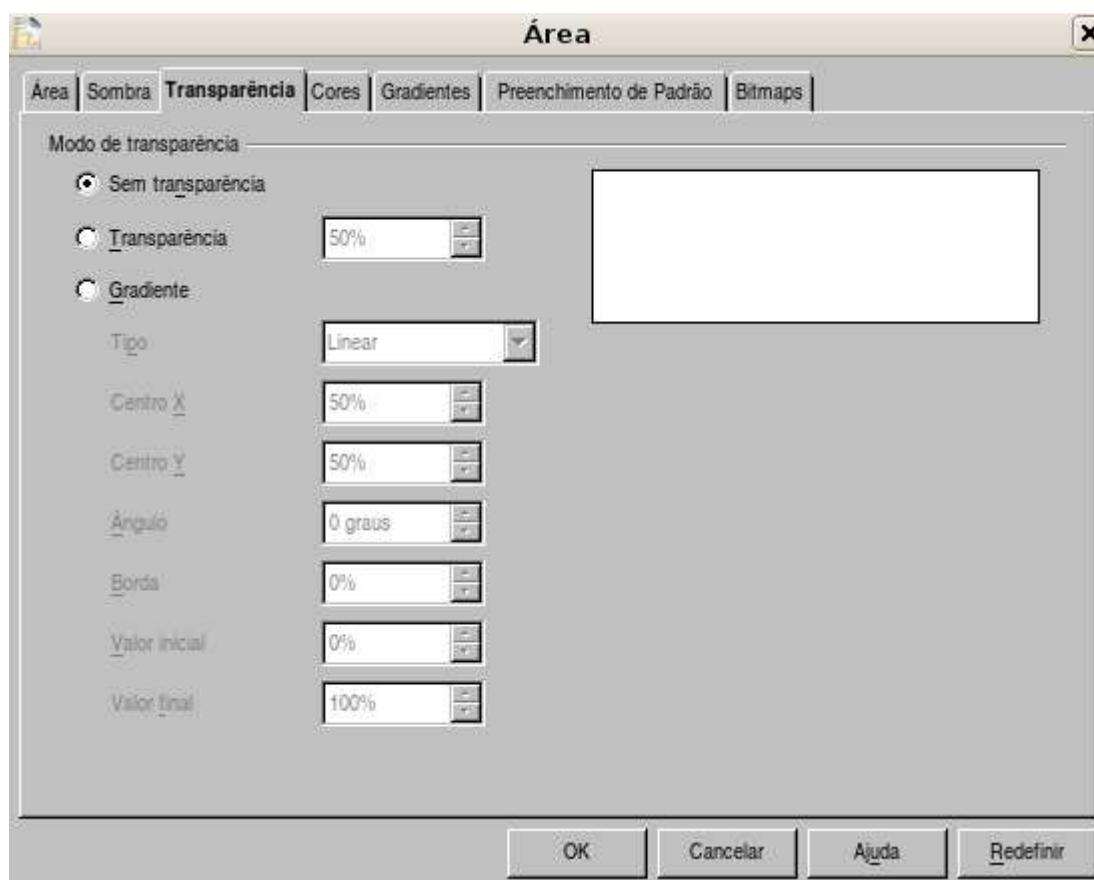 Área
Área Sombra Transparência Cores Gradientes Preenchimento de Padrão Bitmaps
Modo de transparência
Sem transparência
Transparência 50%
Gradiente
Tipo Linear
Centro X 50%
Centro Y 50%
Ângulo 0 graus
Borda 0%
Valor inicial 0%
Valor final 100%
OK Cancelar Ajuda Redefinir